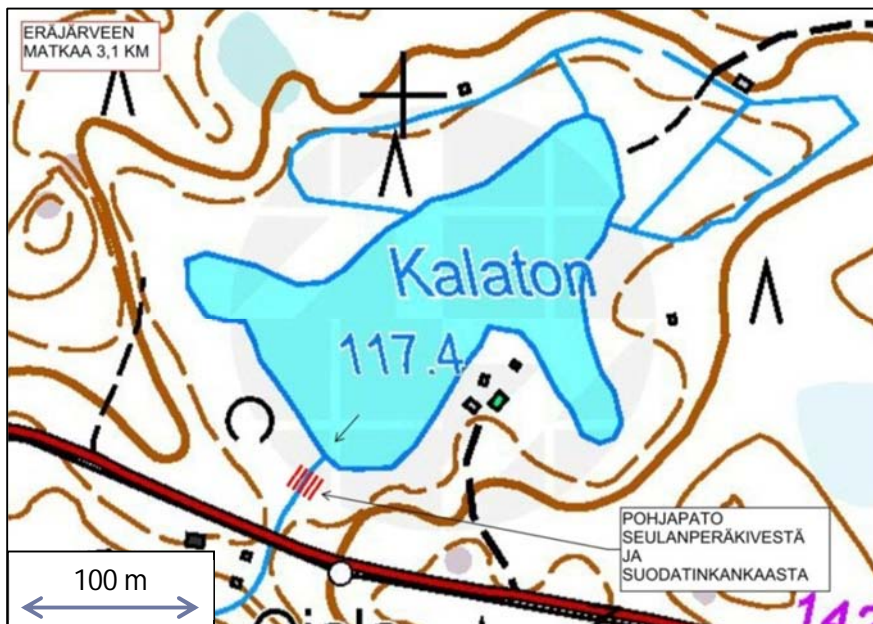 ERÄJÄRVEEN
MATKAA 3,1 KM
Kalaton
117.4
POHJAPATO
SEULANPERÄKIVESTÄ
JA
SUODATINKANKAASTA
100 m